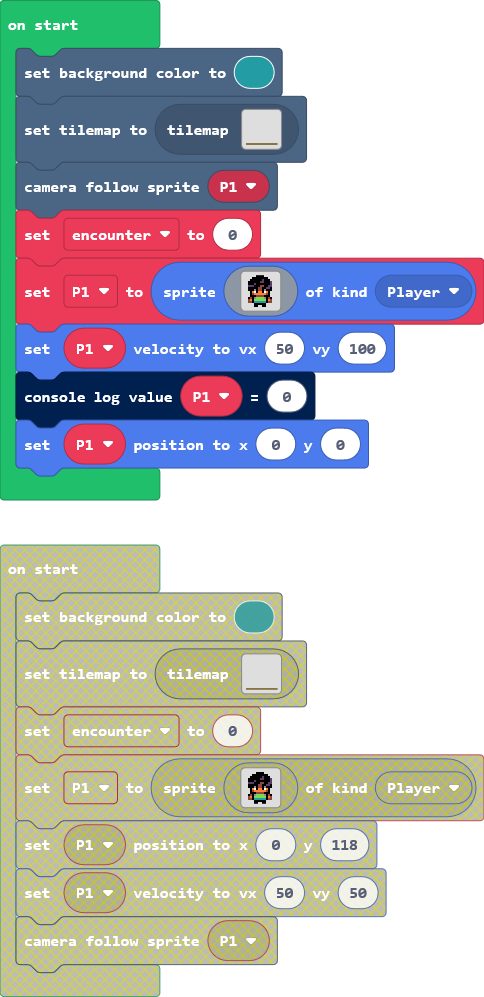 on start
set background color to
set tilemap to tilemap
camera follow sprite P1
set encounter to 0
set P1 to sprite of kind Player
set P1 velocity to vx 50 vy 100
console log value P1 = 0
set P1 position to x 0 y 0
on start
set background color to
set tilemap to tilemap
set encounter to 0
set P1 to sprite of kind Player
set P1 position to x 0 y 118
set P1 velocity to vx 50 vy 50
camera follow sprite P1